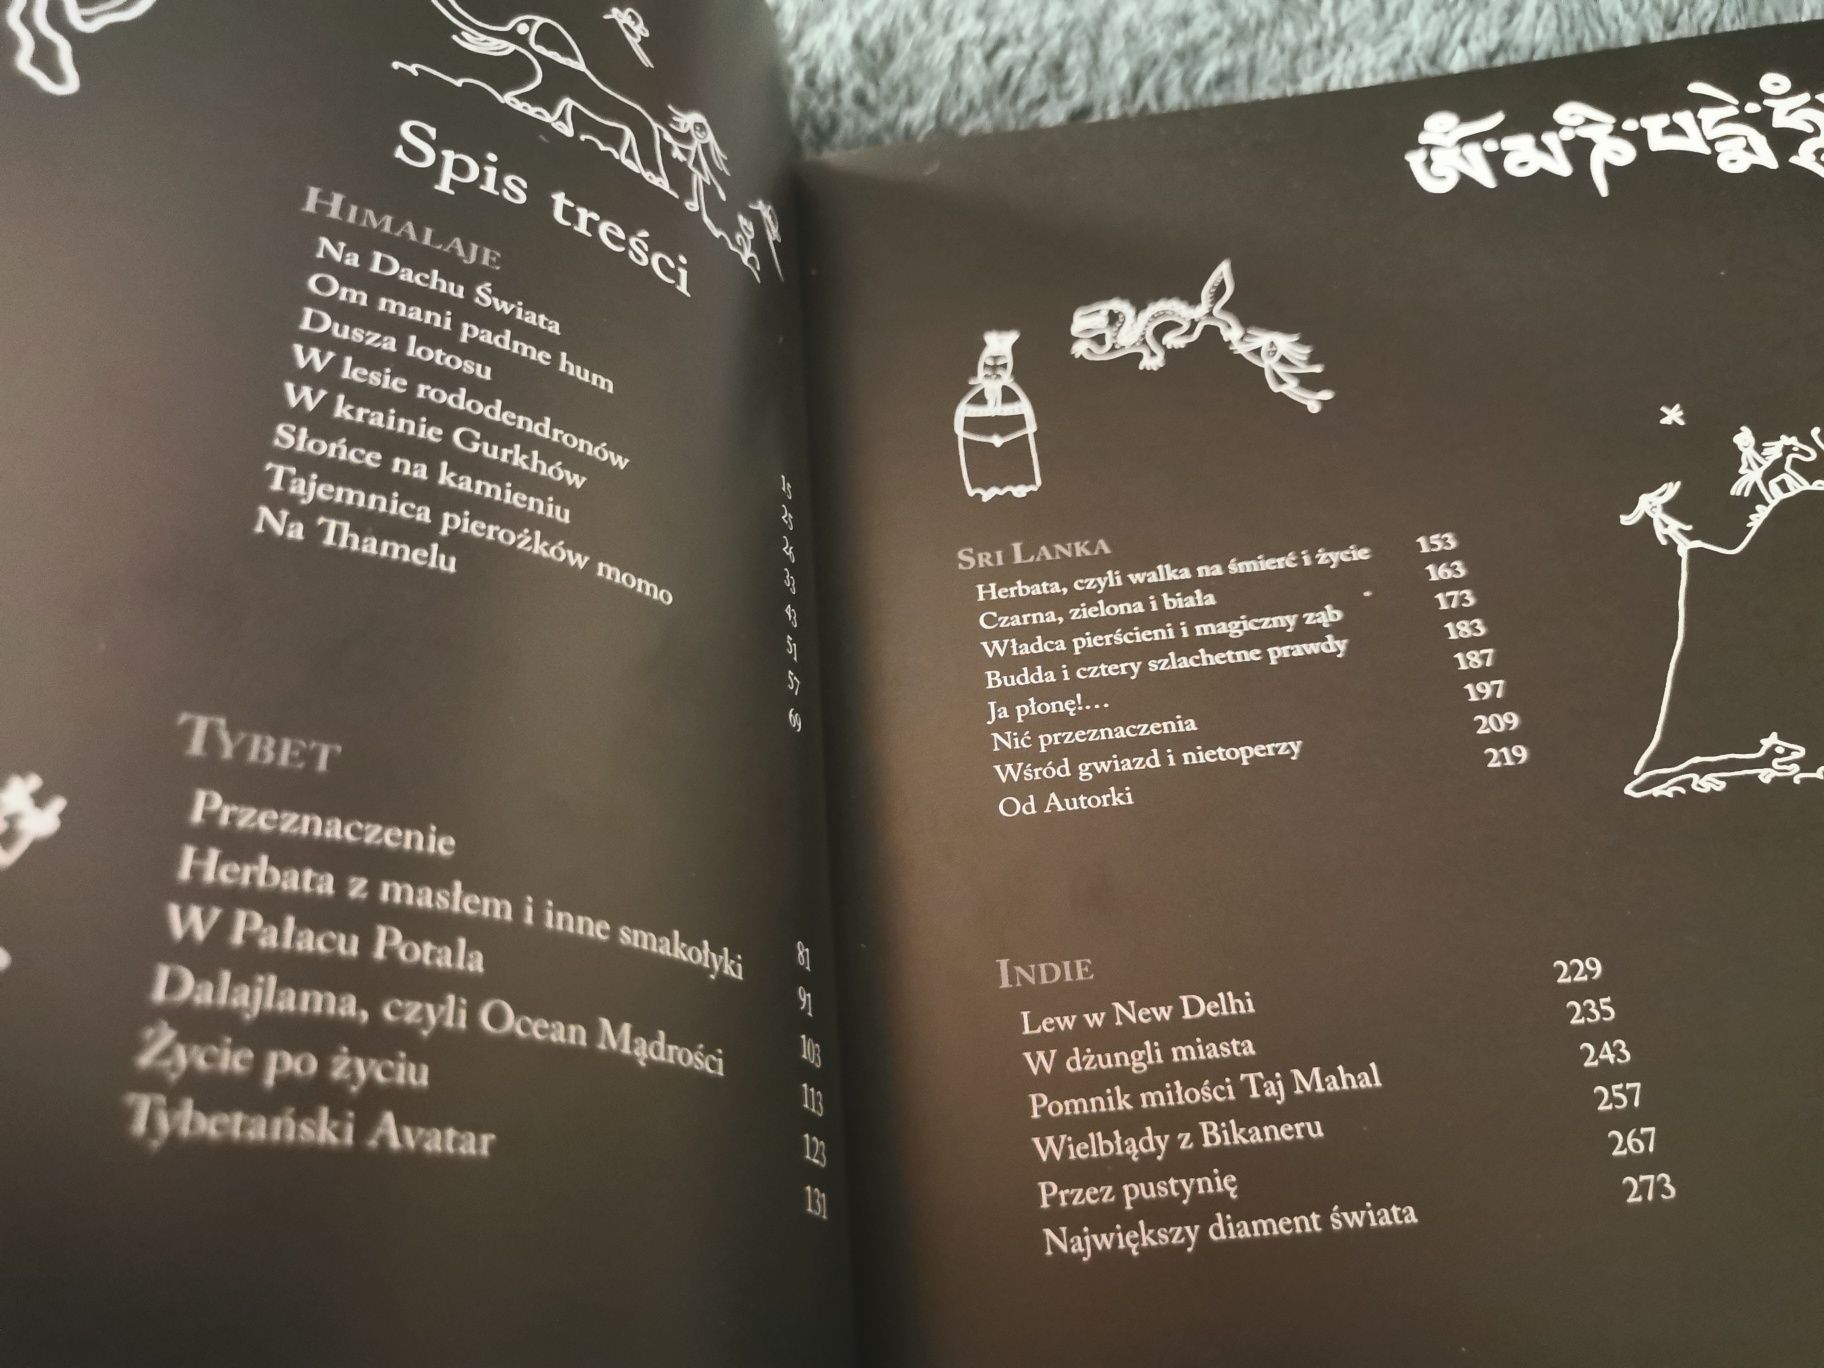 Spis treści
HIMALAJE
Na Dachu Świata 15
Om mani padme hum 25
Dusza lotosu 26
W lesie rododendronów 33
W krainie Gurkhów 43
Słońce na kamieniu 51
Tajemnica pierożków momo 57
Na Thamelu 69
TYBET
Przeznaczenie 81
Herbata z masłem i inne smakołyki 91
W Pałacu Potala 103
Dalajlama, czyli Ocean Mądrości 113
Życie po życiu 123
Tybetański Avatar 131
ༀ་མ་ཎི་པདྨེ་
SRI LANKA
Herbata, czyli walka na śmierć i życie 153
Czarna, zielona i biała 163
Władca pierścieni i magiczny ząb 173
Budda i cztery szlachetne prawdy 183
Ja płonę!... 187
Nić przeznaczenia 197
Wśród gwiazd i nietoperzy 209
Od Autorki 219
INDIE
Lew w New Delhi 229
W dżungli miasta 235
Pomnik miłości Taj Mahal 243
Wielbłądy z Bikaneru 257
Przez pustynię 267
Największy diament świata 273